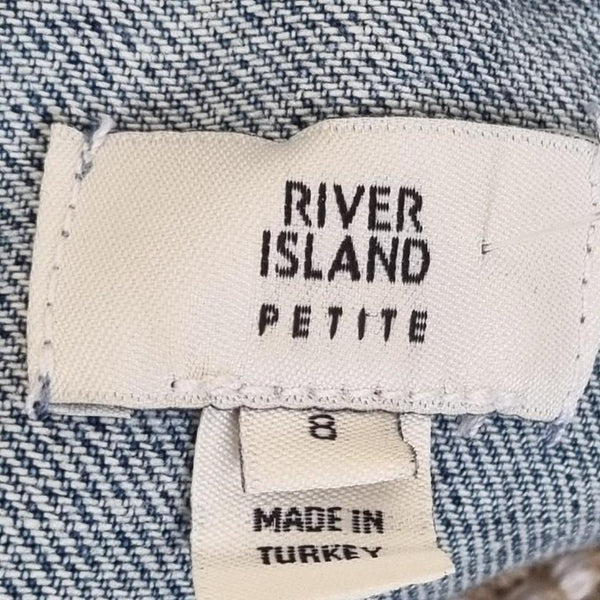 RIVER
ISLAND
PETITE
8
MADE IN
TURKEY